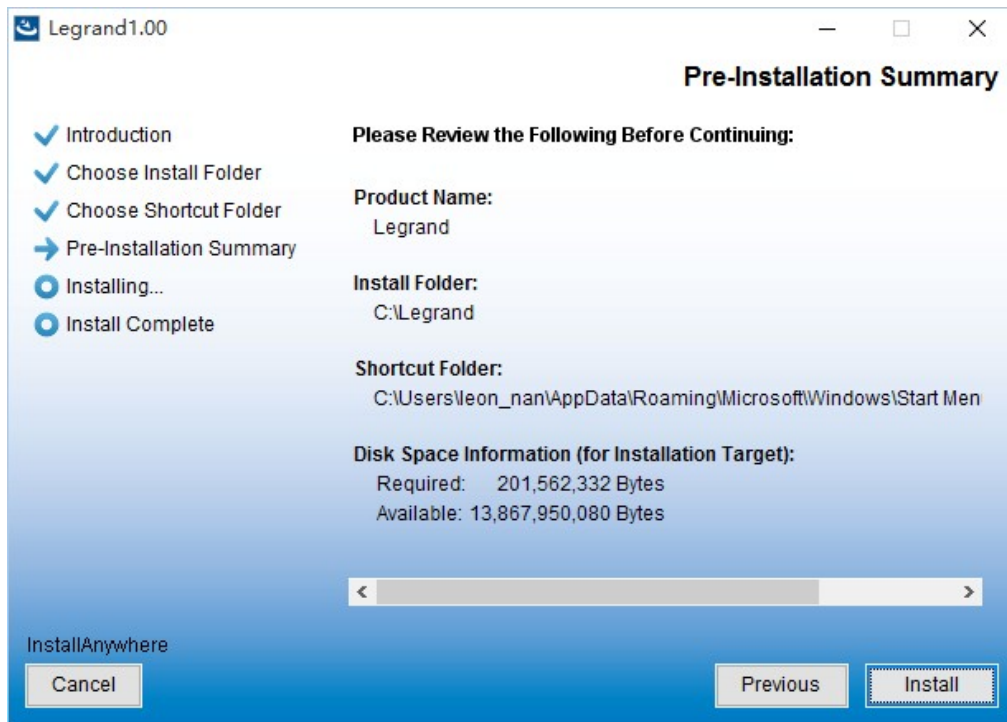 Legrand1.00
Pre-Installation Summary
Introduction
Choose Install Folder
Choose Shortcut Folder
Pre-Installation Summary
Installing...
Install Complete
Please Review the Following Before Continuing:
Product Name:
Legrand
Install Folder:
C:\Legrand
Shortcut Folder:
C:\Users\leon_nan\AppData\Roaming\Microsoft\Windows\Start Men
Disk Space Information (for Installation Target):
Required: 201,562,332 Bytes
Available: 13,867,950,080 Bytes
InstallAnywhere
Cancel
Previous
Install